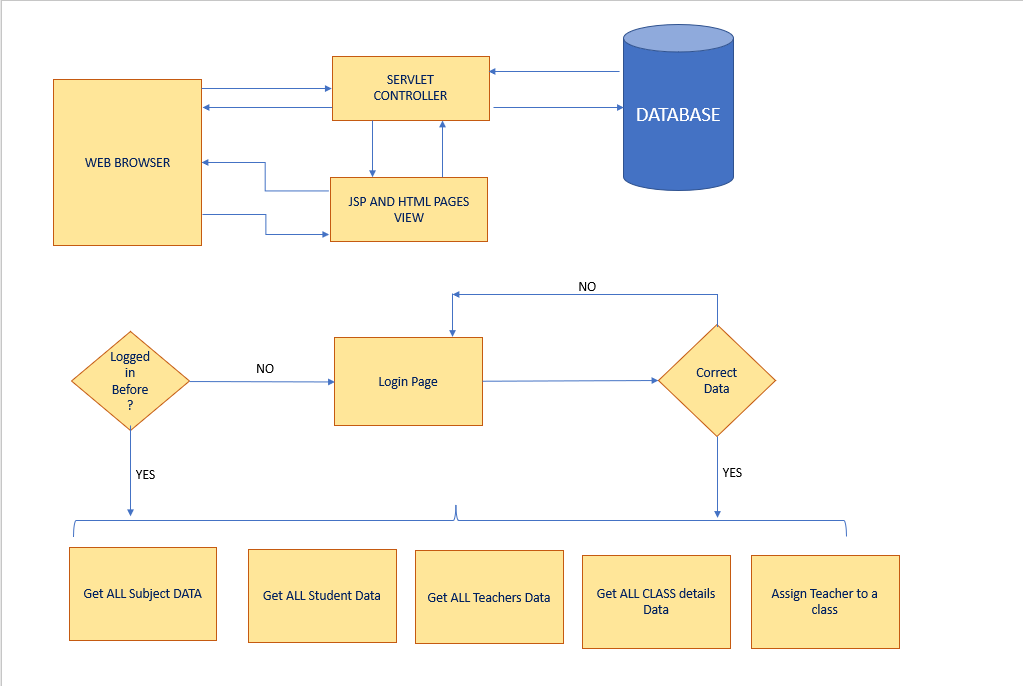 SERVLET
CONTROLLER
DATABASE
WEB BROWSER
JSP AND HTML PAGES
VIEW
NO
Logged
in
Before
?
NO
Login Page
Correct
Data
YES
YES
Get ALL Subject DATA
Get ALL Student Data
Get ALL Teachers Data
Get ALL CLASS details
Data
Assign Teacher to a
class